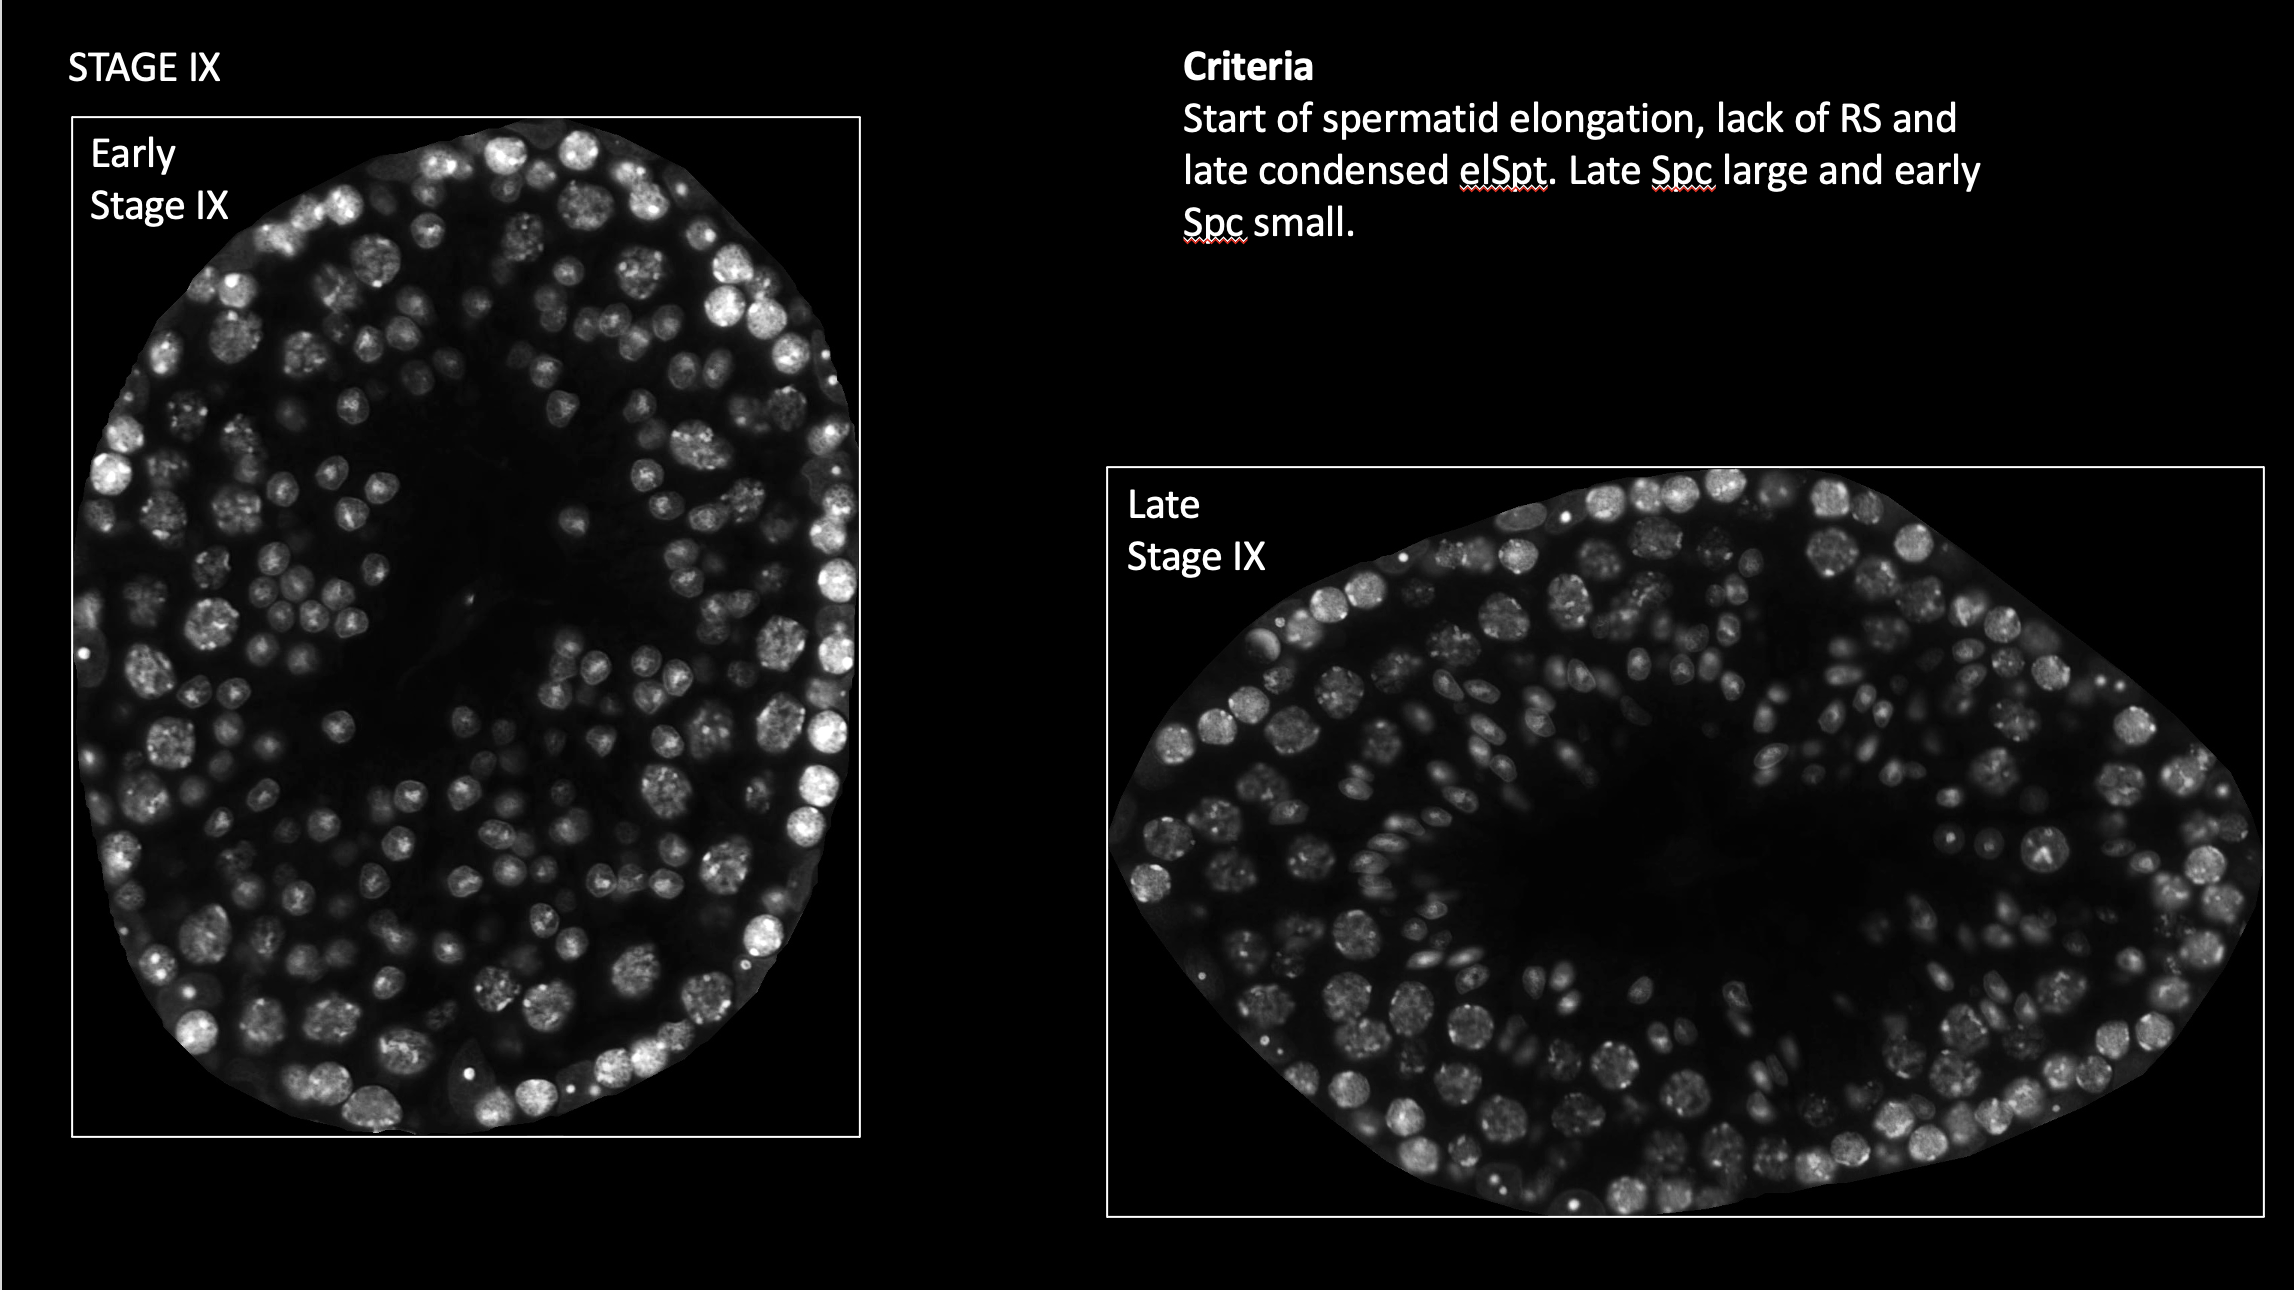 STAGE IX
Early
Stage IX
Criteria
Start of spermatid elongation, lack of RS and
late condensed elSpt. Late Spc large and early
Spc small.
Late
Stage IX